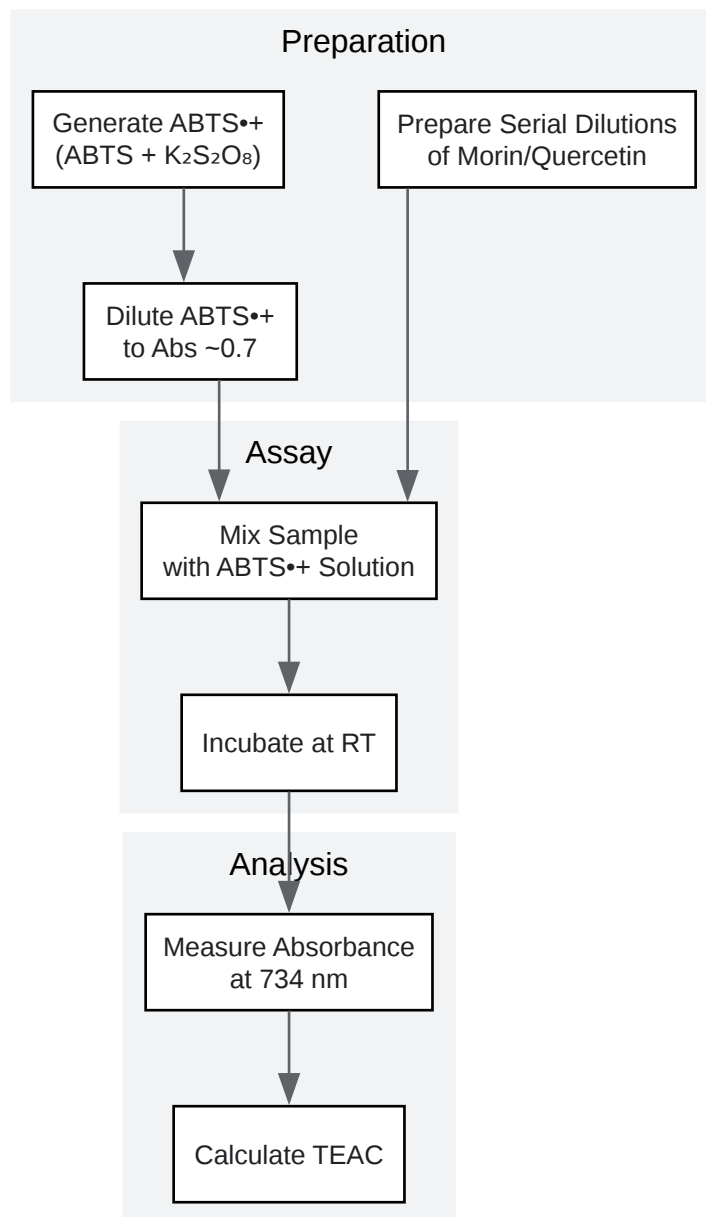 Preparation
Generate ABTS•+
(ABTS + K₂S₂O₈)
Prepare Serial Dilutions
of Morin/Quercetin
Dilute ABTS•+
to Abs ~0.7
Assay
Mix Sample
with ABTS•+ Solution
Incubate at RT
Analysis
Measure Absorbance
at 734 nm
Calculate TEAC